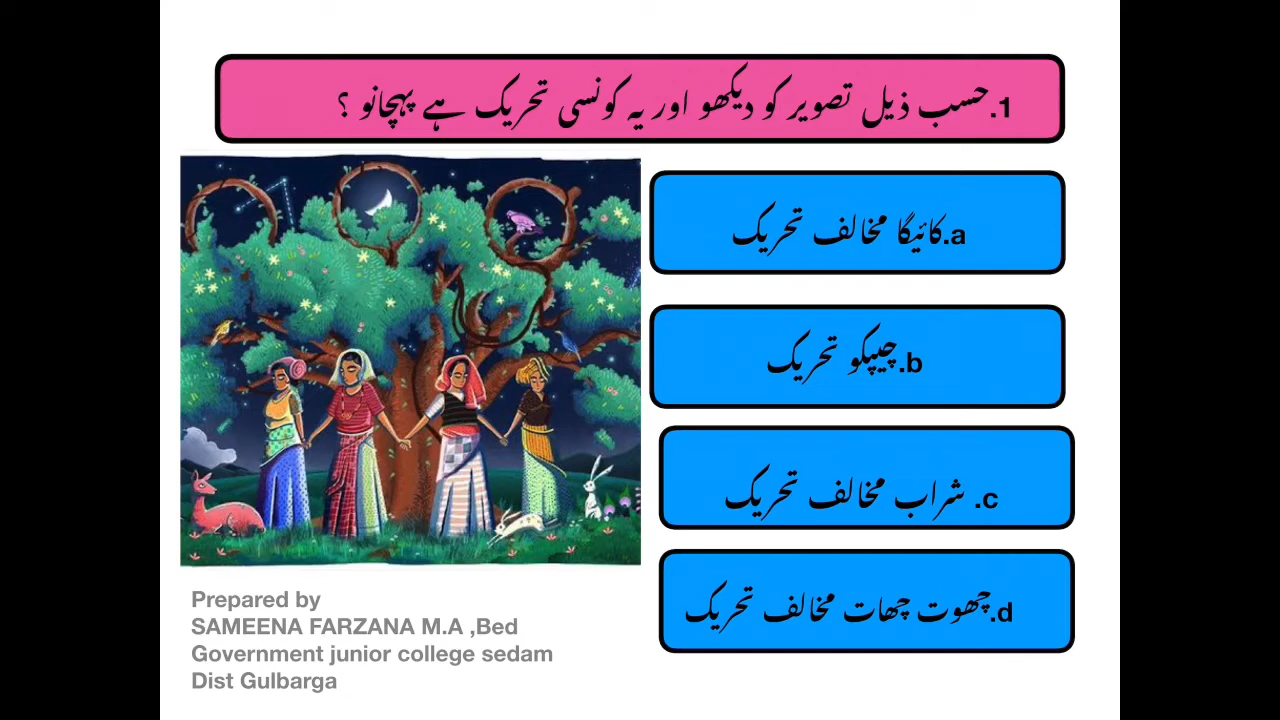 1.حسب ذیل تصویر کو دیکھو اور یہ کونسی تحریک ہے پہچانو ؟
a.کائیگا مخالف تحریک
b.چیپکو تحریک
c. شراب مخالف تحریک
d.چھوت چھات مخالف تحریک
Prepared by
SAMEENA FARZANA M.A ,Bed
Government junior college sedam
Dist Gulbarga